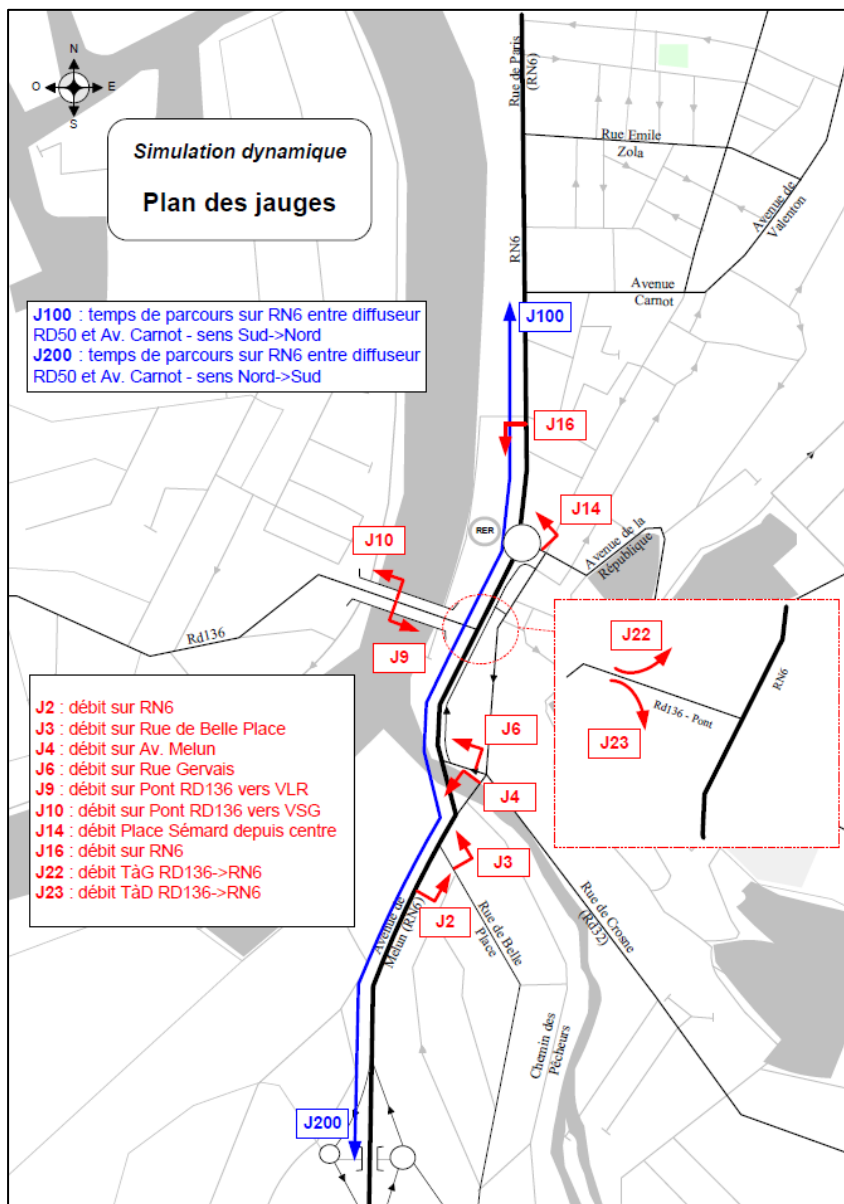 N
O
E
S
Simulation dynamique
Plan des jauges
Rue de Paris
(RN6)
Rue Emile
Zola
Avenue de
Valenton
RN6
Avenue
Carnot
J100 : temps de parcours sur RN6 entre diffuseur
RD50 et Av. Carnot - sens Sud->Nord
J200 : temps de parcours sur RN6 entre diffuseur
RD50 et Av. Carnot - sens Nord->Sud
J100
J16
J14
RER
Avenue de la
République
J10
Rd136
J9
J22
RN6
Rd136 - Pont
J23
J2 : débit sur RN6
J3 : débit sur Rue de Belle Place
J4 : débit sur Av. Melun
J6 : débit sur Rue Gervais
J9 : débit sur Pont RD136 vers VLR
J10 : débit sur Pont RD136 vers VSG
J14 : débit Place Sémard depuis centre
J16 : débit sur RN6
J22 : débit TàG RD136->RN6
J23 : débit TàD RD136->RN6
J6
J4
J3
J2
Avenue de
Melun (RN6)
Rue de Belle
Place
Rue de Crosne
(Rd32)
Chemin des
Pêcheurs
J200